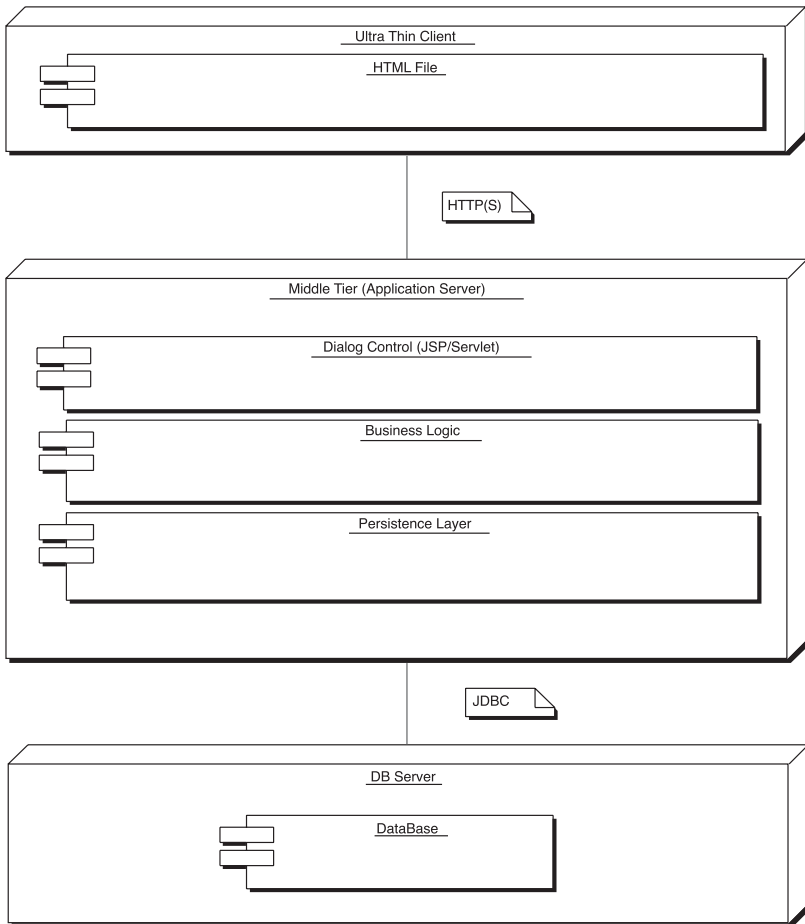 Ultra Thin Client
HTML File
HTTP(S)
Middle Tier (Application Server)
Dialog Control (JSP/Servlet)
Business Logic
Persistence Layer
JDBC
DB Server
DataBase